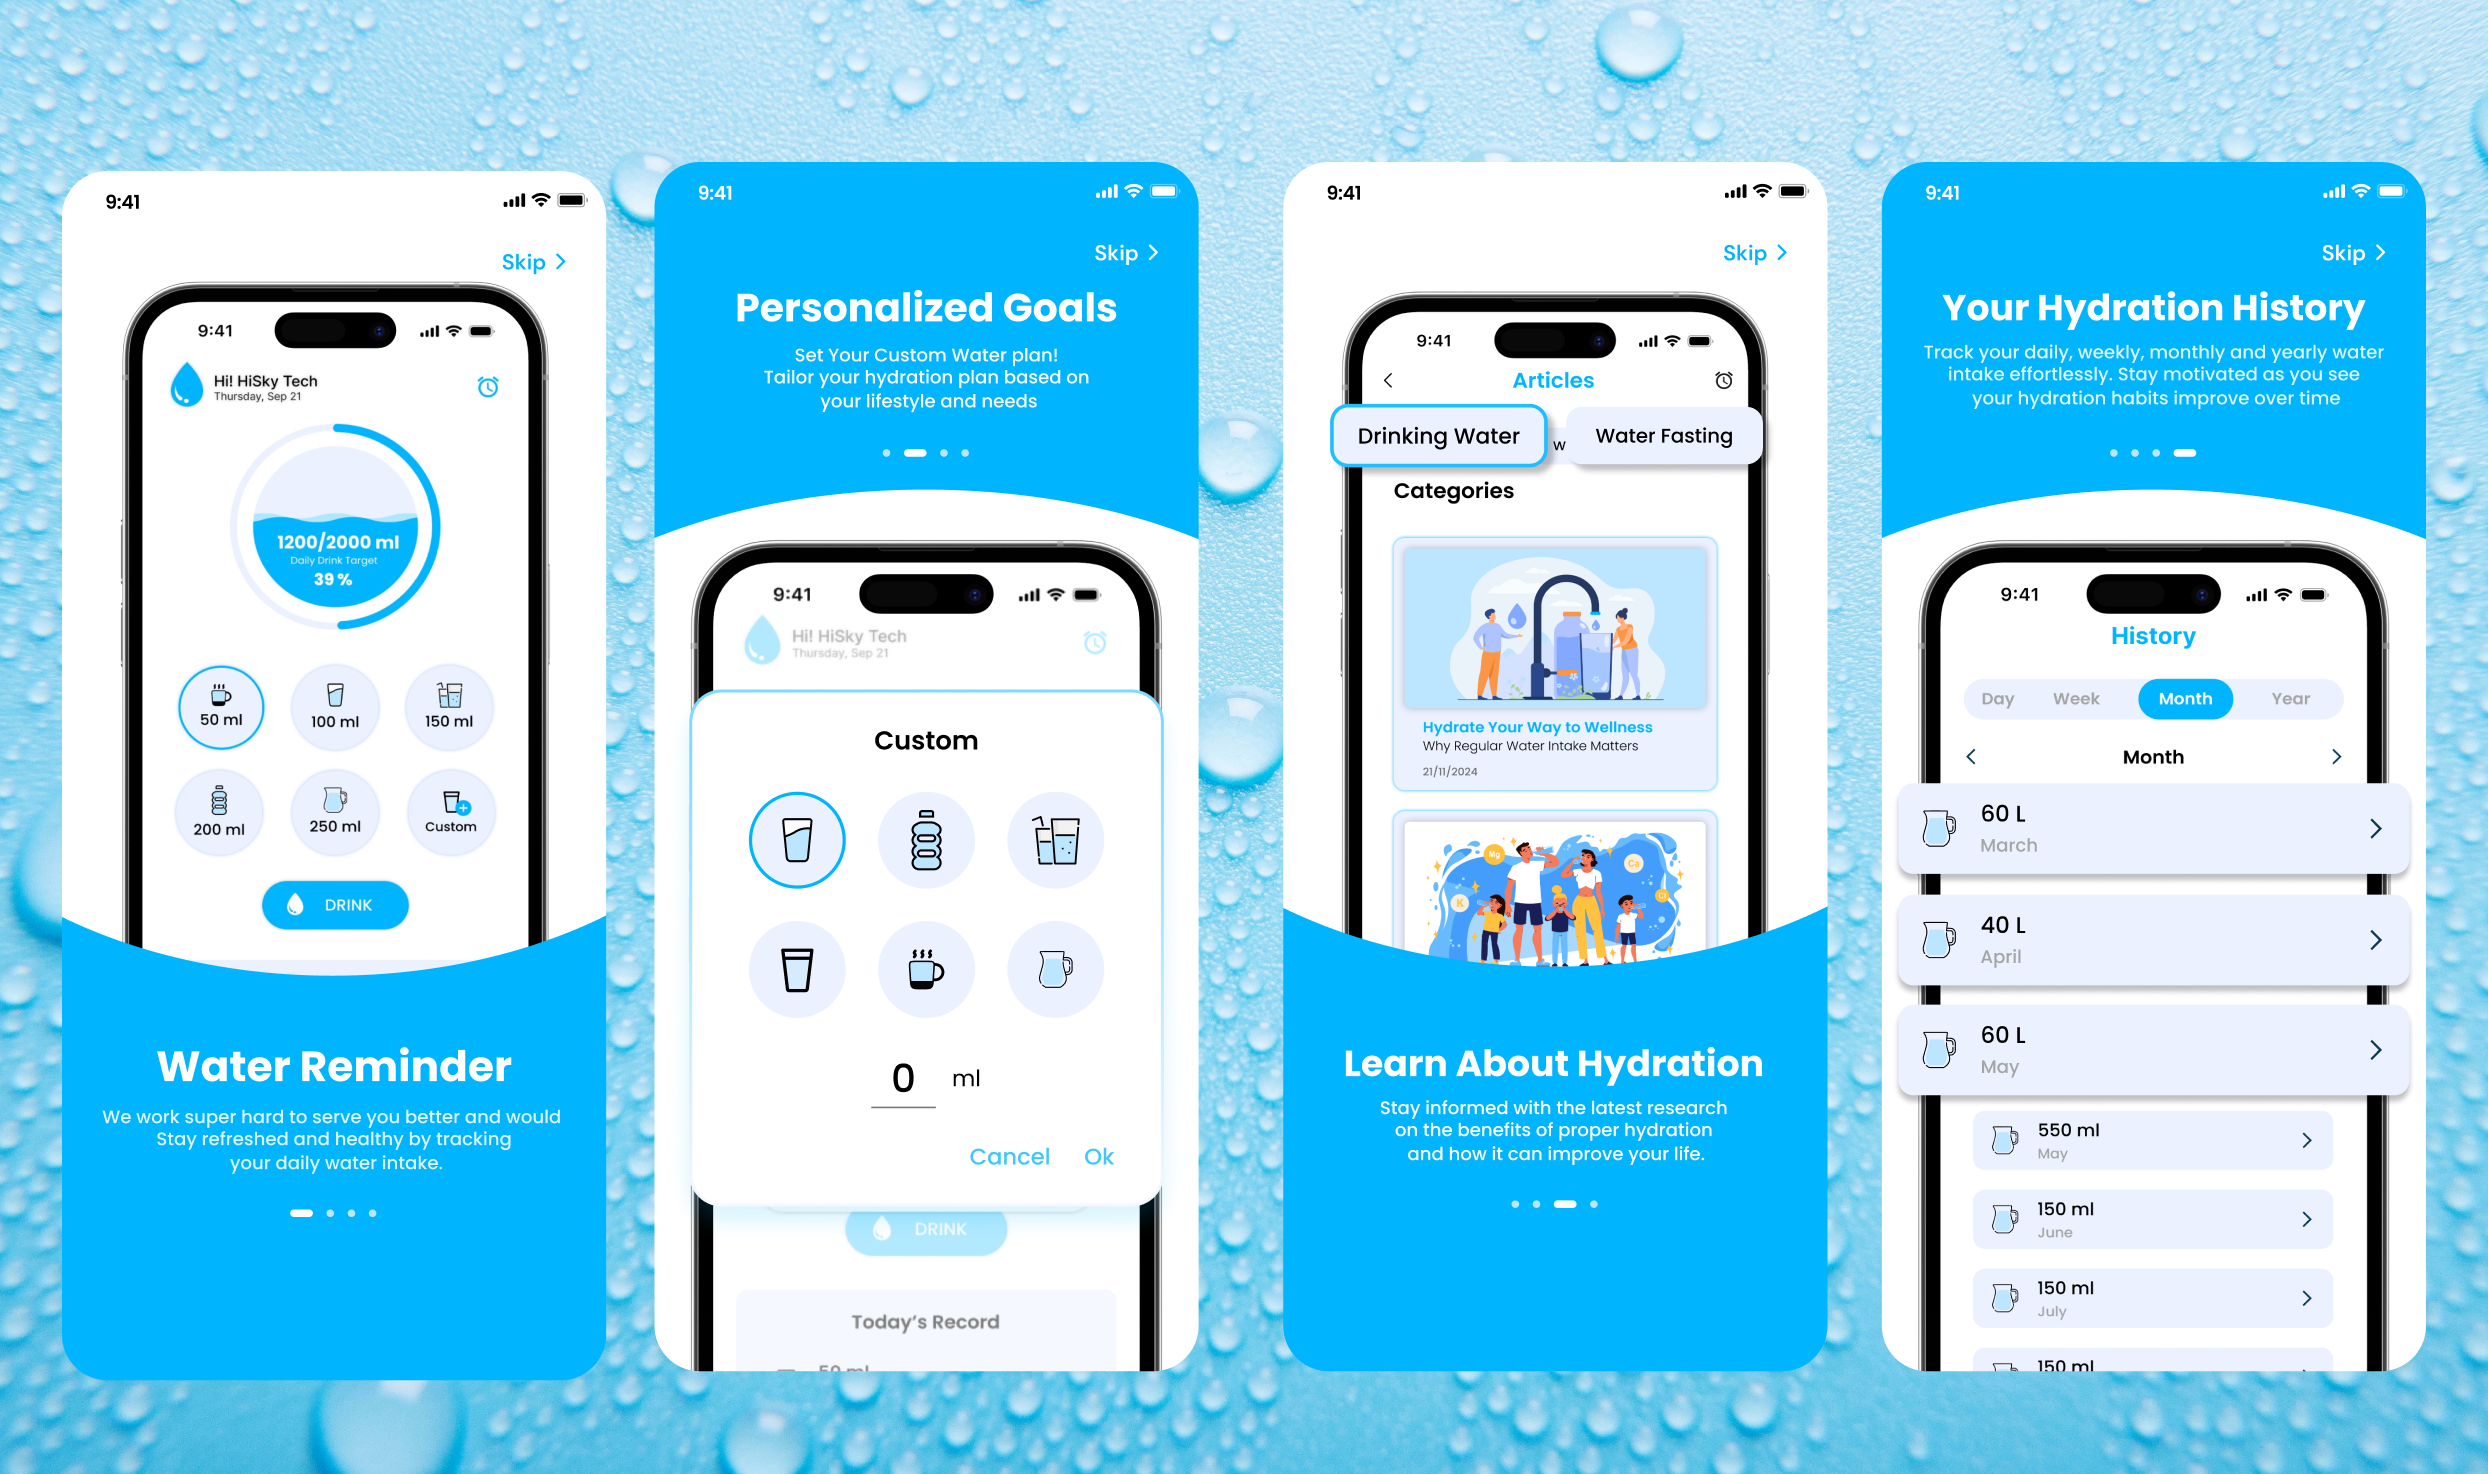 9:41
Skip
9:41
Hi! HiSky Tech
Thursday, Sep 21
1200/2000 ml
Daily Drink Target
39 %
50 ml
100 ml
150 ml
200 ml
250 ml
Custom
DRINK
Water Reminder
We work super hard to serve you better and would
Stay refreshed and healthy by tracking
your daily water intake.
9:41
Skip
Personalized Goals
Set Your Custom Water plan!
Tailor your hydration plan based on
your lifestyle and needs
9:41
Hi! HiSky Tech
Thursday, Sep 21
Custom
0 ml
Cancel
Ok
DRINK
Today’s Record
50 ml
9:41
Skip
9:41
Articles
Drinking Water
w
Water Fasting
Categories
Hydrate Your Way to Wellness
Why Regular Water Intake Matters
21/11/2024
Mg
Ca
K
Learn About Hydration
Stay informed with the latest research
on the benefits of proper hydration
and how it can improve your life.
9:41
Skip
Your Hydration History
Track your daily, weekly, monthly and yearly water
intake effortlessly. Stay motivated as you see
your hydration habits improve over time
9:41
History
Day
Week
Month
Year
Month
60 L
March
40 L
April
60 L
May
550 ml
May
150 ml
June
150 ml
July
150 ml